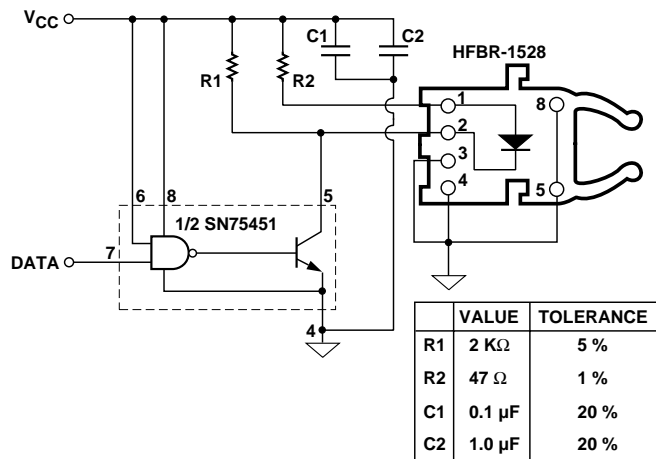 V_CC
C1
C2
HFBR-1528
R1
R2
1
8
2
3
4
5
6
8
5
1/2 SN75451
7
DATA
4
VALUE TOLERANCE
R1 2 KΩ 5 %
R2 47 Ω 1 %
C1 0.1 µF 20 %
C2 1.0 µF 20 %